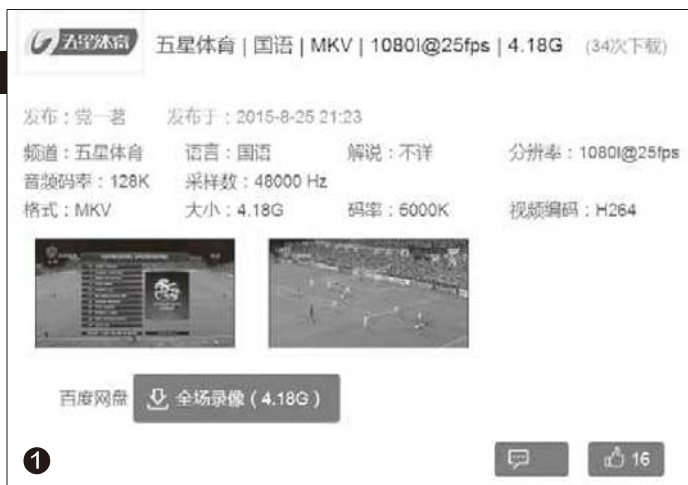 五星体育 五星体育 | 国语 | MKV | 1080I@25fps | 4.18G (34次下载)
发布：党一茗 发布于：2015-8-25 21:23
频道：五星体育 语言：国语 解说：不详 分辨率：1080I@25fps
音频码率：128K 采样数：48000 Hz
格式：MKV 大小：4.18G 码率：6000K 视频编码：H264
百度网盘 全场录像 ( 4.18G )
1 16